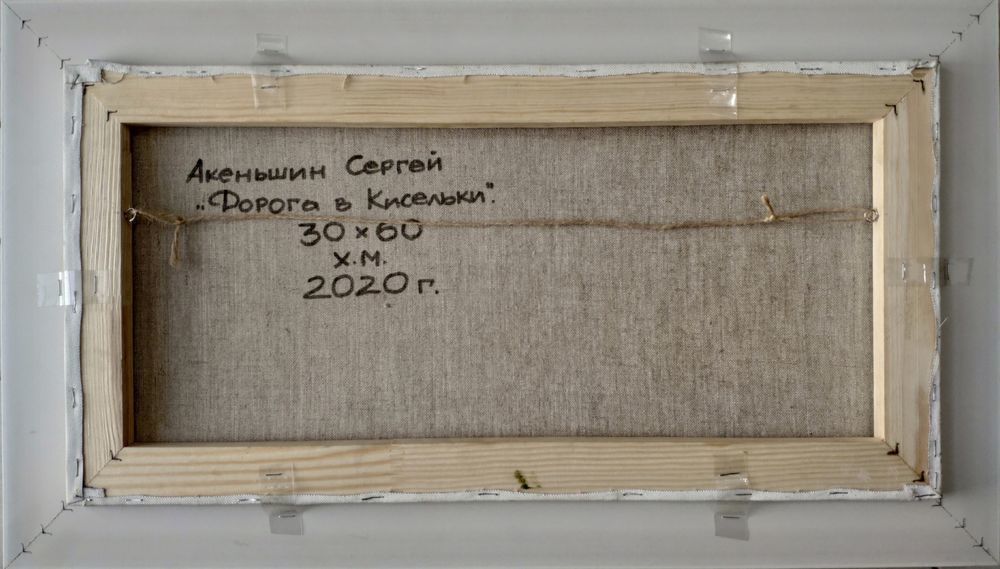 Акеньшин Сергей
„Дорога в Кисельки".
30 x 60
х.м.
2020 г.